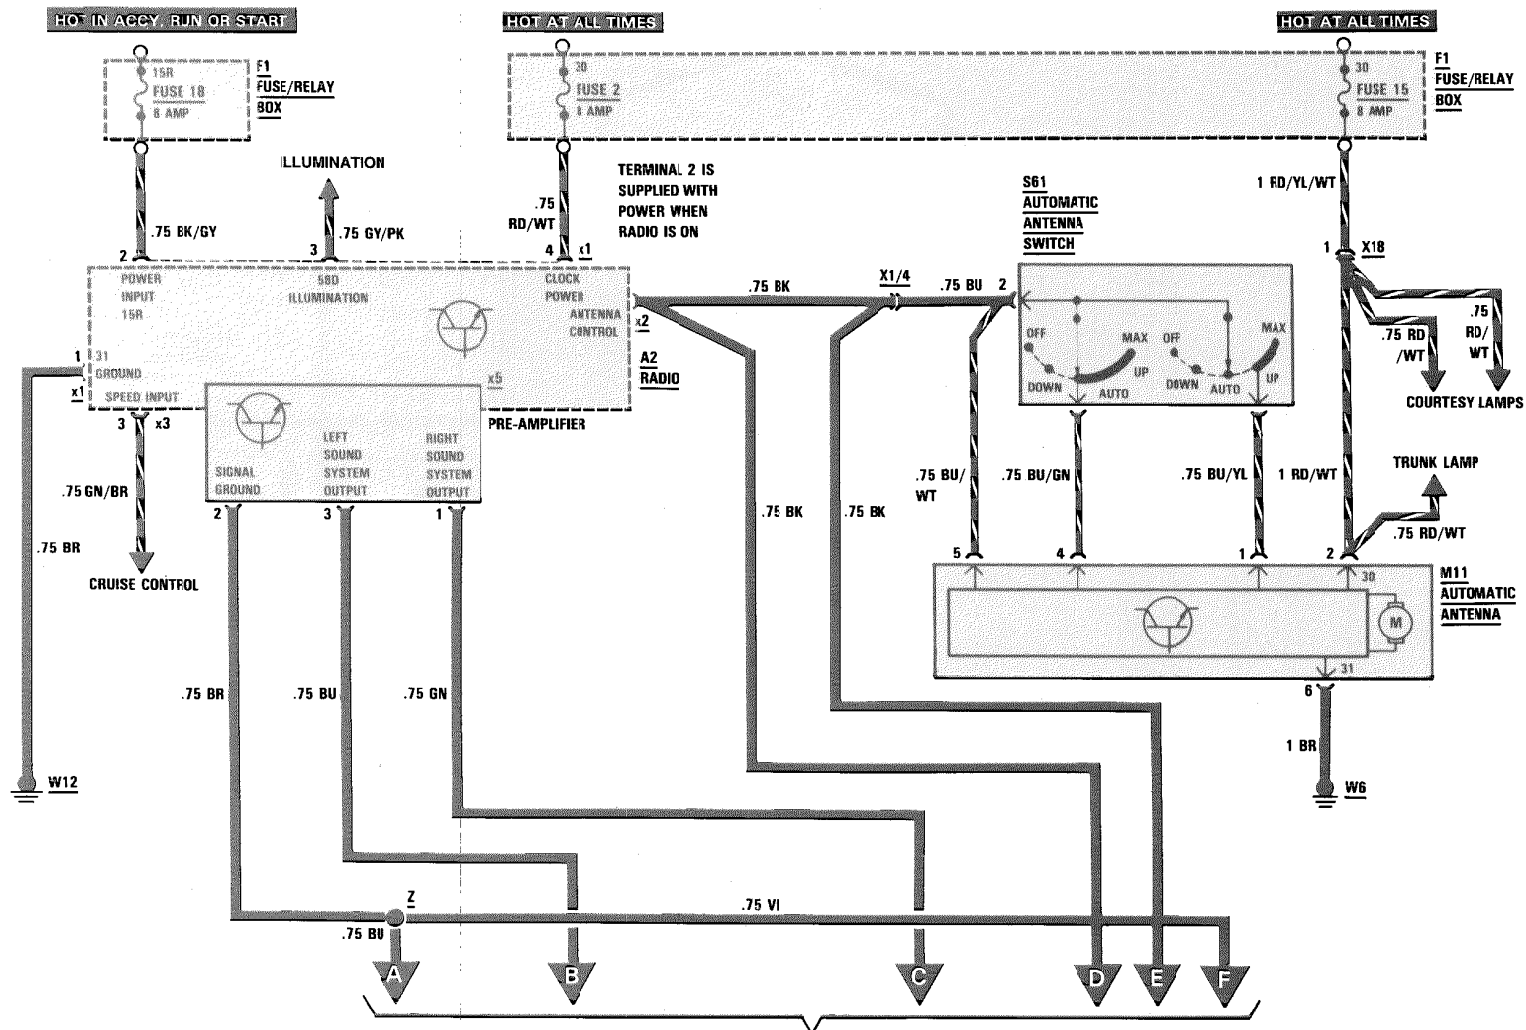 HOT IN ACCY, RUN OR START
HOT AT ALL TIMES
HOT AT ALL TIMES
15R
FUSE 18
8 AMP
F1
FUSE/RELAY
BOX
30
FUSE 2
AMP
30
FUSE 15
8 AMP
F1
FUSE/RELAY
BOX
ILLUMINATION
TERMINAL 2 IS
SUPPLIED WITH
POWER WHEN
RADIO IS ON
.75 BK/GY
.75 GY/PK
.75
RD/WT
1 RD/YL/WT
S61
AUTOMATIC
ANTENNA
SWITCH
2
3
4
x1
1
X18
POWER
INPUT
15R
58D
ILLUMINATION
CLOCK
POWER
ANTENNA
CONTROL
x2
.75 BK
X1/4
.75 BU
2
OFF
DOWN
MAX
UP
AUTO
OFF
DOWN
AUTO
MAX
UP
.75 RD
/WT
.75
RD/
WT
COURTESY LAMPS
1
31
GROUND
x1
SPEED INPUT
3
x3
x5
A2
RADIO
PRE-AMPLIFIER
SIGNAL
GROUND
LEFT
SOUND
SYSTEM
OUTPUT
RIGHT
SOUND
SYSTEM
OUTPUT
2
3
1
.75 GN/BR
CRUISE CONTROL
.75 BR
.75 BK
.75 BK
.75 BU/
WT
.75 BU/GN
.75 BU/YL
1 RD/WT
TRUNK LAMP
.75 RD/WT
5
4
1
2
30
M11
AUTOMATIC
ANTENNA
M
31
6
1 BR
W6
.75 BR
.75 BU
.75 GN
W12
Z
.75 VI
.75 BU
A
B
C
D
E
F